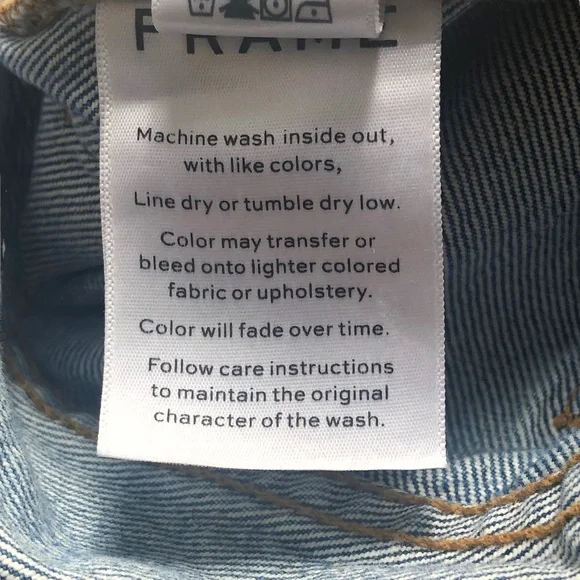 FRAME
Machine wash inside out,
with like colors,
Line dry or tumble dry low.
Color may transfer or
bleed onto lighter colored
fabric or upholstery.
Color will fade over time.
Follow care instructions
to maintain the original
character of the wash.